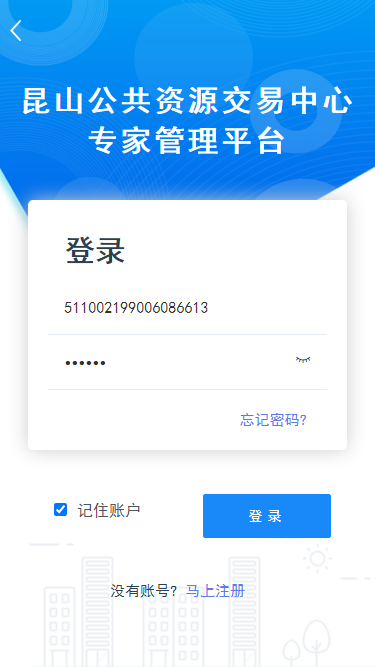 昆山公共资源交易中心
专家管理平台
登录
511002199006086613
••••••
忘记密码?
记住账户
登录
没有账号? 马上注册